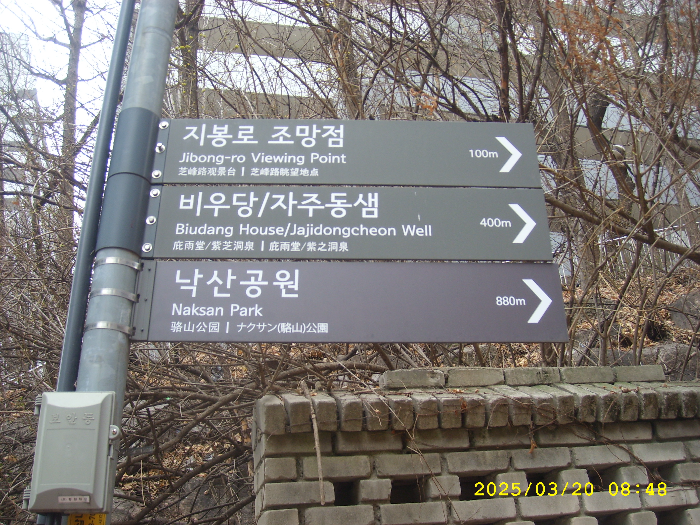 지봉로 조망점
Jibong-ro Viewing Point
芝峰路观景台 | 芝峰路眺望地点
100m
비우당/자주동샘
Biudang House/Jajidongcheon Well
庇雨堂/紫芝洞泉 | 庇雨堂/紫之洞泉
400m
낙산공원
Naksan Park
骆山公园 | ナクサン(駱山)公園
880m
2025/03/20 08:48